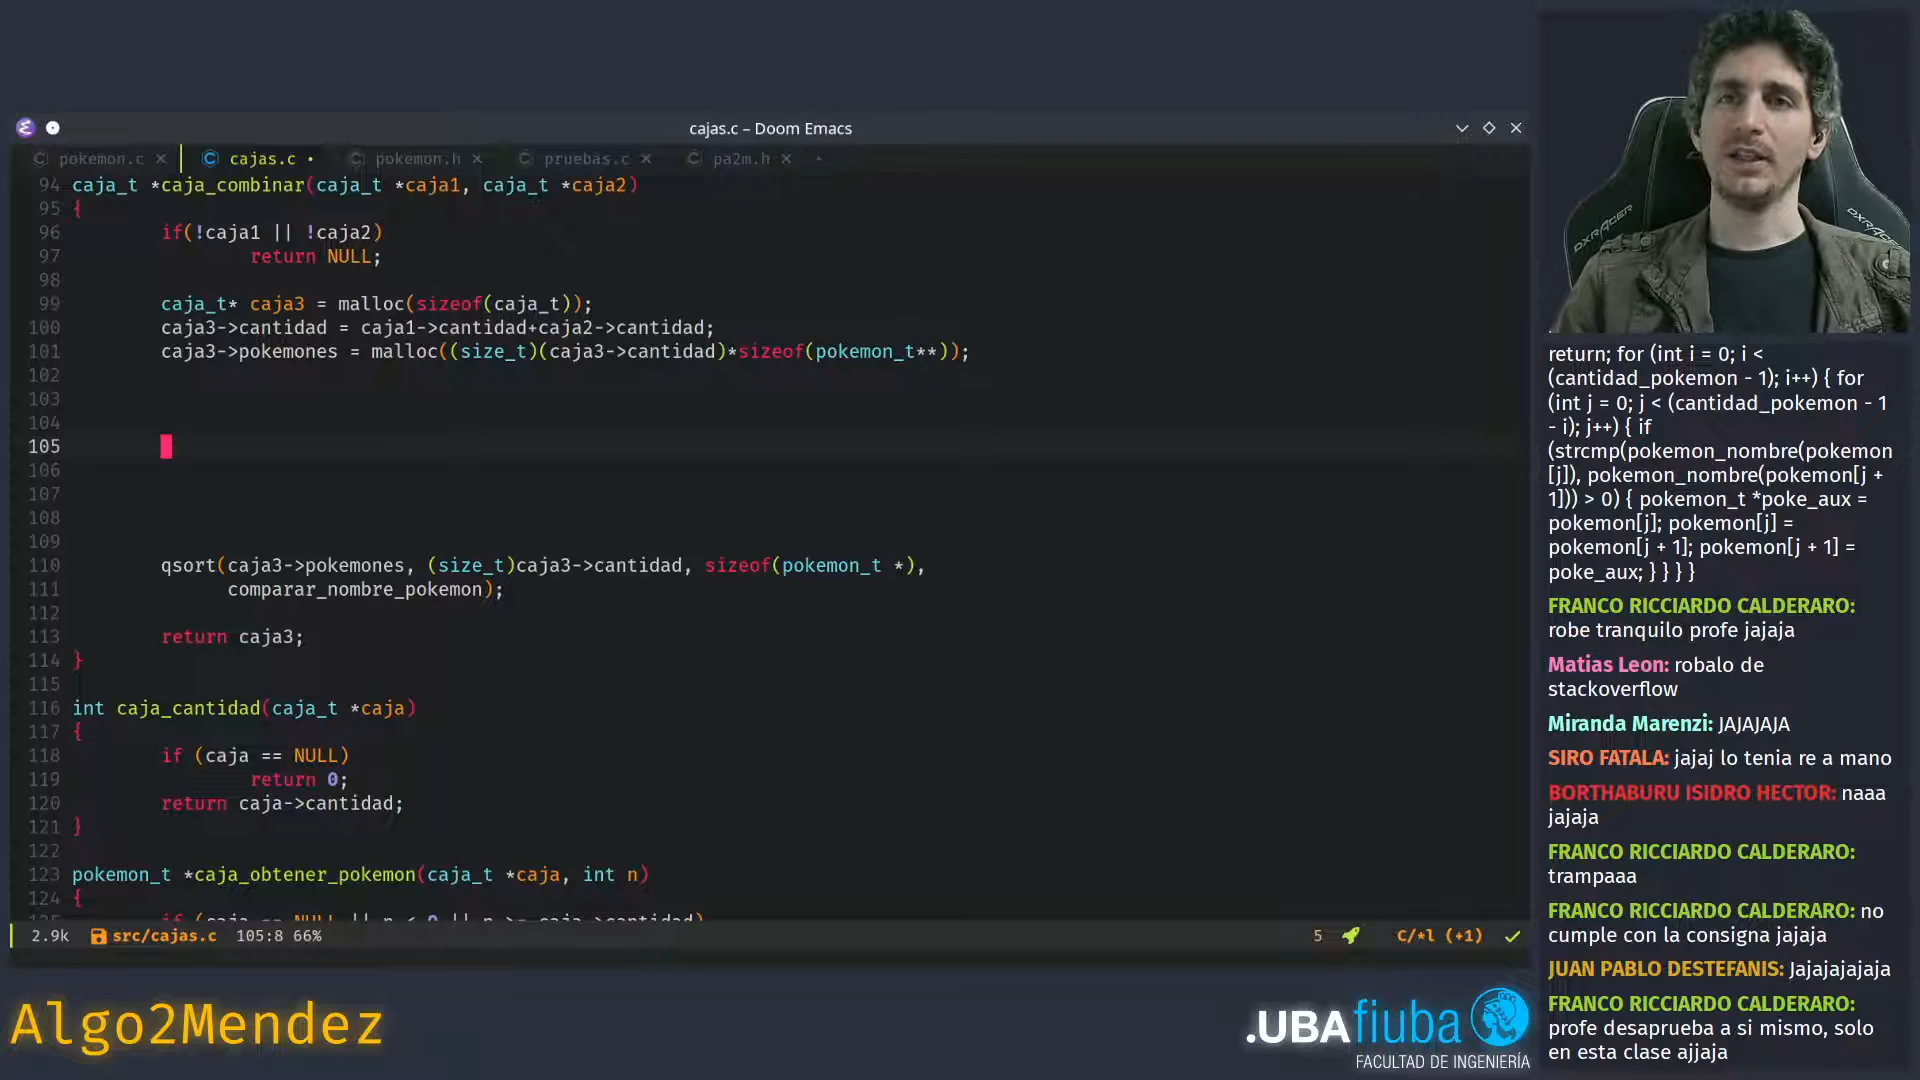 cajas.c – Doom Emacs
pokemon.c × cajas.c • pokemon.h × pruebas.c × pa2m.h ×
94 caja_t *caja_combinar(caja_t *caja1, caja_t *caja2)
95 {
96 if(!caja1 || !caja2)
97 return NULL;
98
99 caja_t* caja3 = malloc(sizeof(caja_t));
100 caja3->cantidad = caja1->cantidad+caja2->cantidad;
101 caja3->pokemones = malloc((size_t)(caja3->cantidad)*sizeof(pokemon_t**));
102
103
104
105
106
107
108
109
110 qsort(caja3->pokemones, (size_t)caja3->cantidad, sizeof(pokemon_t *),
111 comparar_nombre_pokemon);
112
113 return caja3;
114 }
115
116 int caja_cantidad(caja_t *caja)
117 {
118 if (caja == NULL)
119 return 0;
120 return caja->cantidad;
121 }
122
123 pokemon_t *caja_obtener_pokemon(caja_t *caja, int n)
124 {
125 if (caja == NULL || n < 0 || n >= caja->cantidad)
2.9k src/cajas.c 105:8 66% 5 C/*l (+1)
DXRACER
DXRACER
return; for (int i = 0; i <
(cantidad_pokemon - 1); i++) { for
(int j = 0; j < (cantidad_pokemon - 1
- i); j++) { if
(strcmp(pokemon_nombre(pokemon
[j]), pokemon_nombre(pokemon[j +
1])) > 0) { pokemon_t *poke_aux =
pokemon[j]; pokemon[j] =
pokemon[j + 1]; pokemon[j + 1] =
poke_aux; } } } }
FRANCO RICCIARDO CALDERARO:
robe tranquilo profe jajaja
Matias Leon: robalo de
stackoverflow
Miranda Marenzi: JAJAJAJA
SIRO FATALA: jajaj lo tenia re a mano
BORTHABURU ISIDRO HECTOR: naaa
jajaja
FRANCO RICCIARDO CALDERARO:
trampaaa
FRANCO RICCIARDO CALDERARO: no
cumple con la consigna jajaja
JUAN PABLO DESTEFANIS: Jajajajajaja
FRANCO RICCIARDO CALDERARO:
profe desaprueba a si mismo, solo
en esta clase ajjaja
Algo2Mendez
.UBAfiuba
FACULTAD DE INGENIERÍA